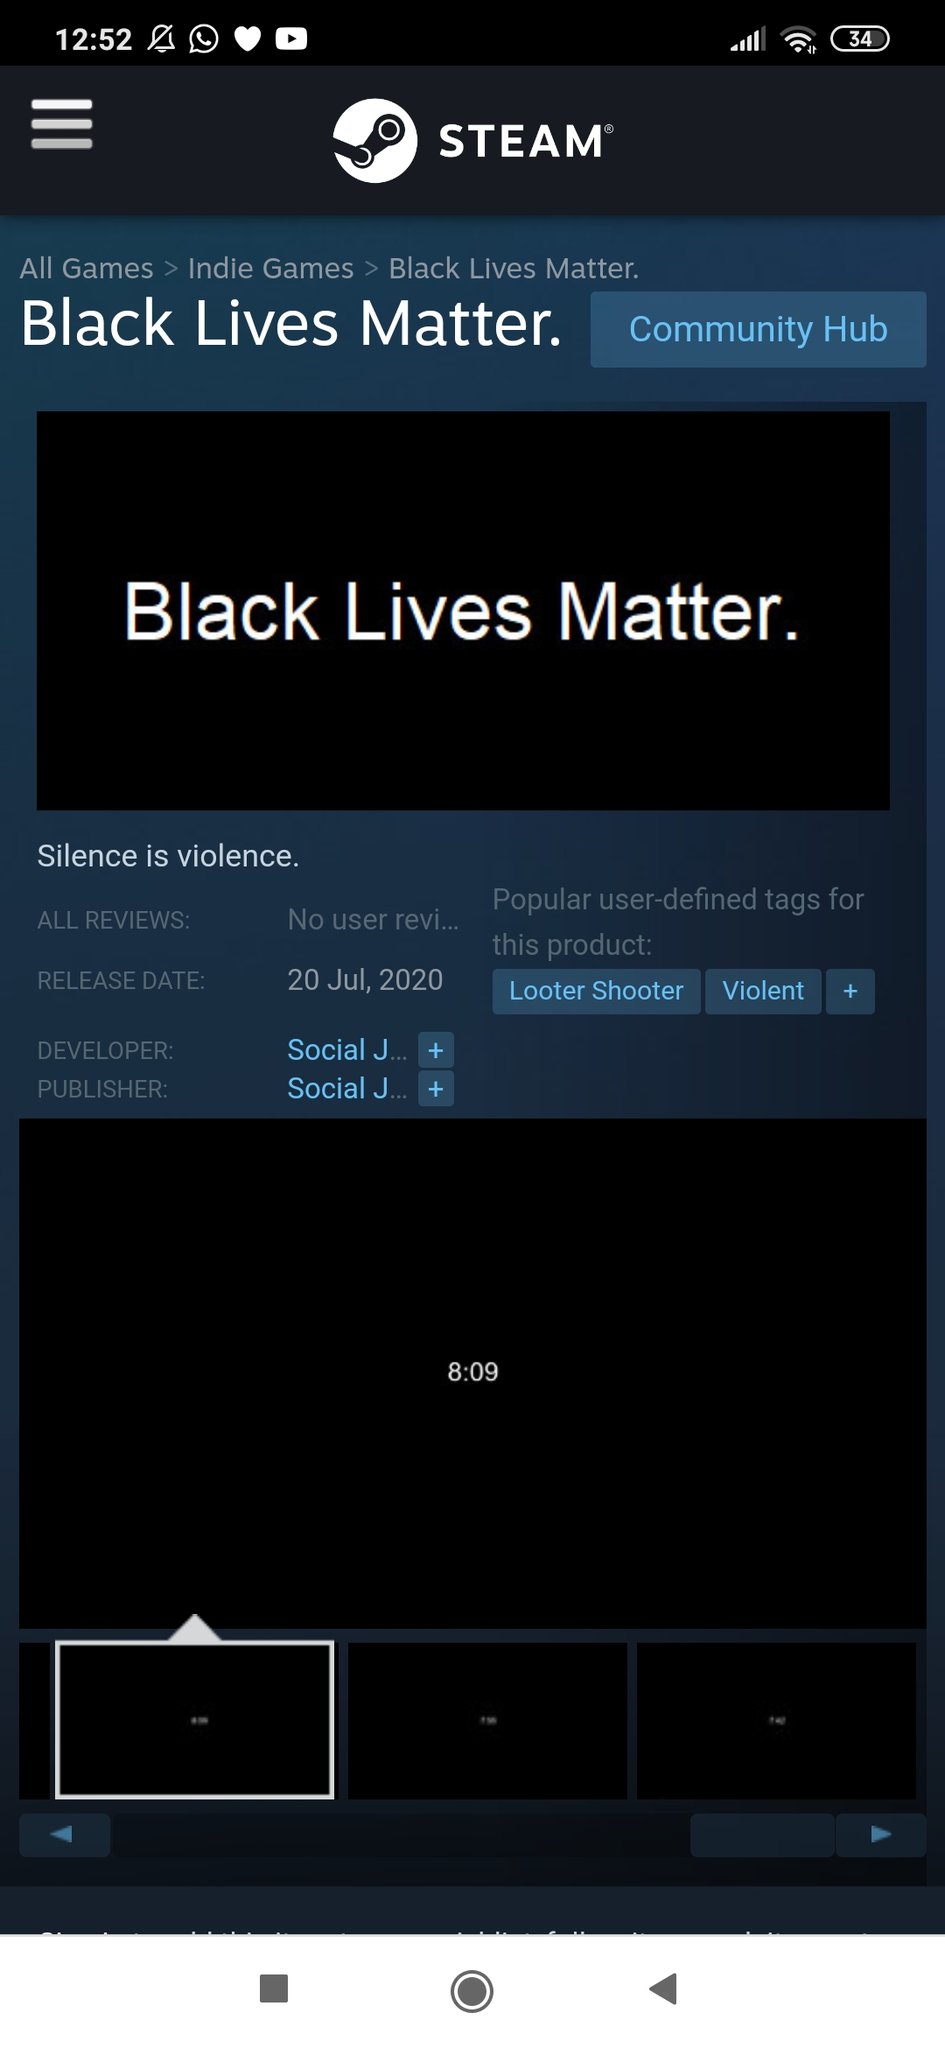 12:52
34
STEAM®
All Games > Indie Games > Black Lives Matter.
Black Lives Matter.
Community Hub
Black Lives Matter.
Silence is violence.
ALL REVIEWS: No user revi...
RELEASE DATE: 20 Jul, 2020
DEVELOPER: Social J... +
PUBLISHER: Social J... +
Popular user-defined tags for
this product:
Looter Shooter Violent +
8:09